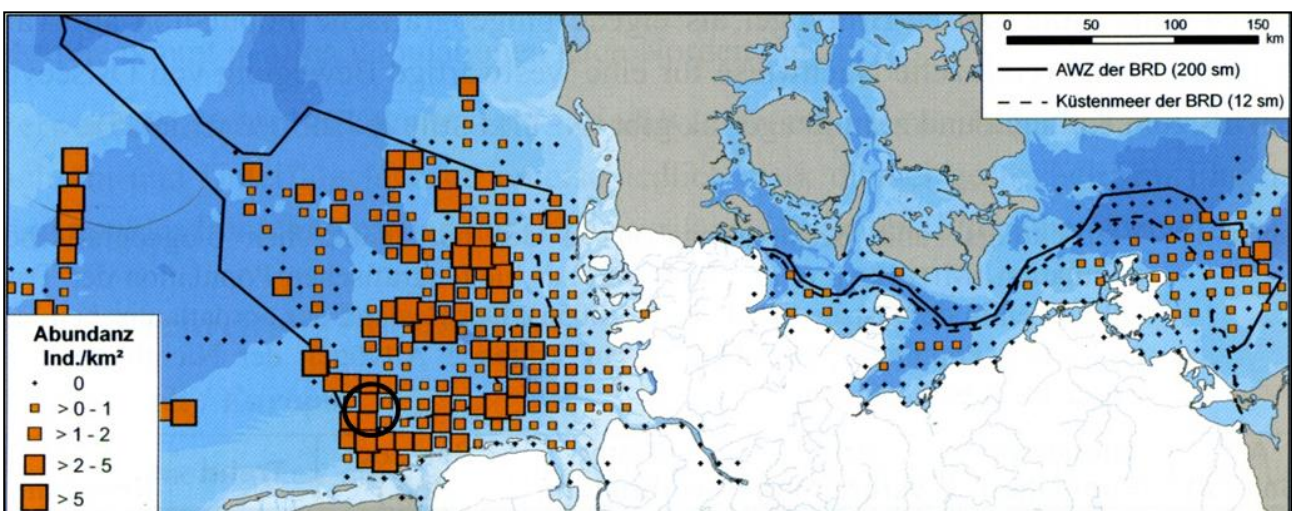 0 50 100 150
km
AWZ der BRD (200 sm)
Küstenmeer der BRD (12 sm)
Abundanz
Ind./km²
0
> 0 - 1
> 1 - 2
> 2 - 5
> 5